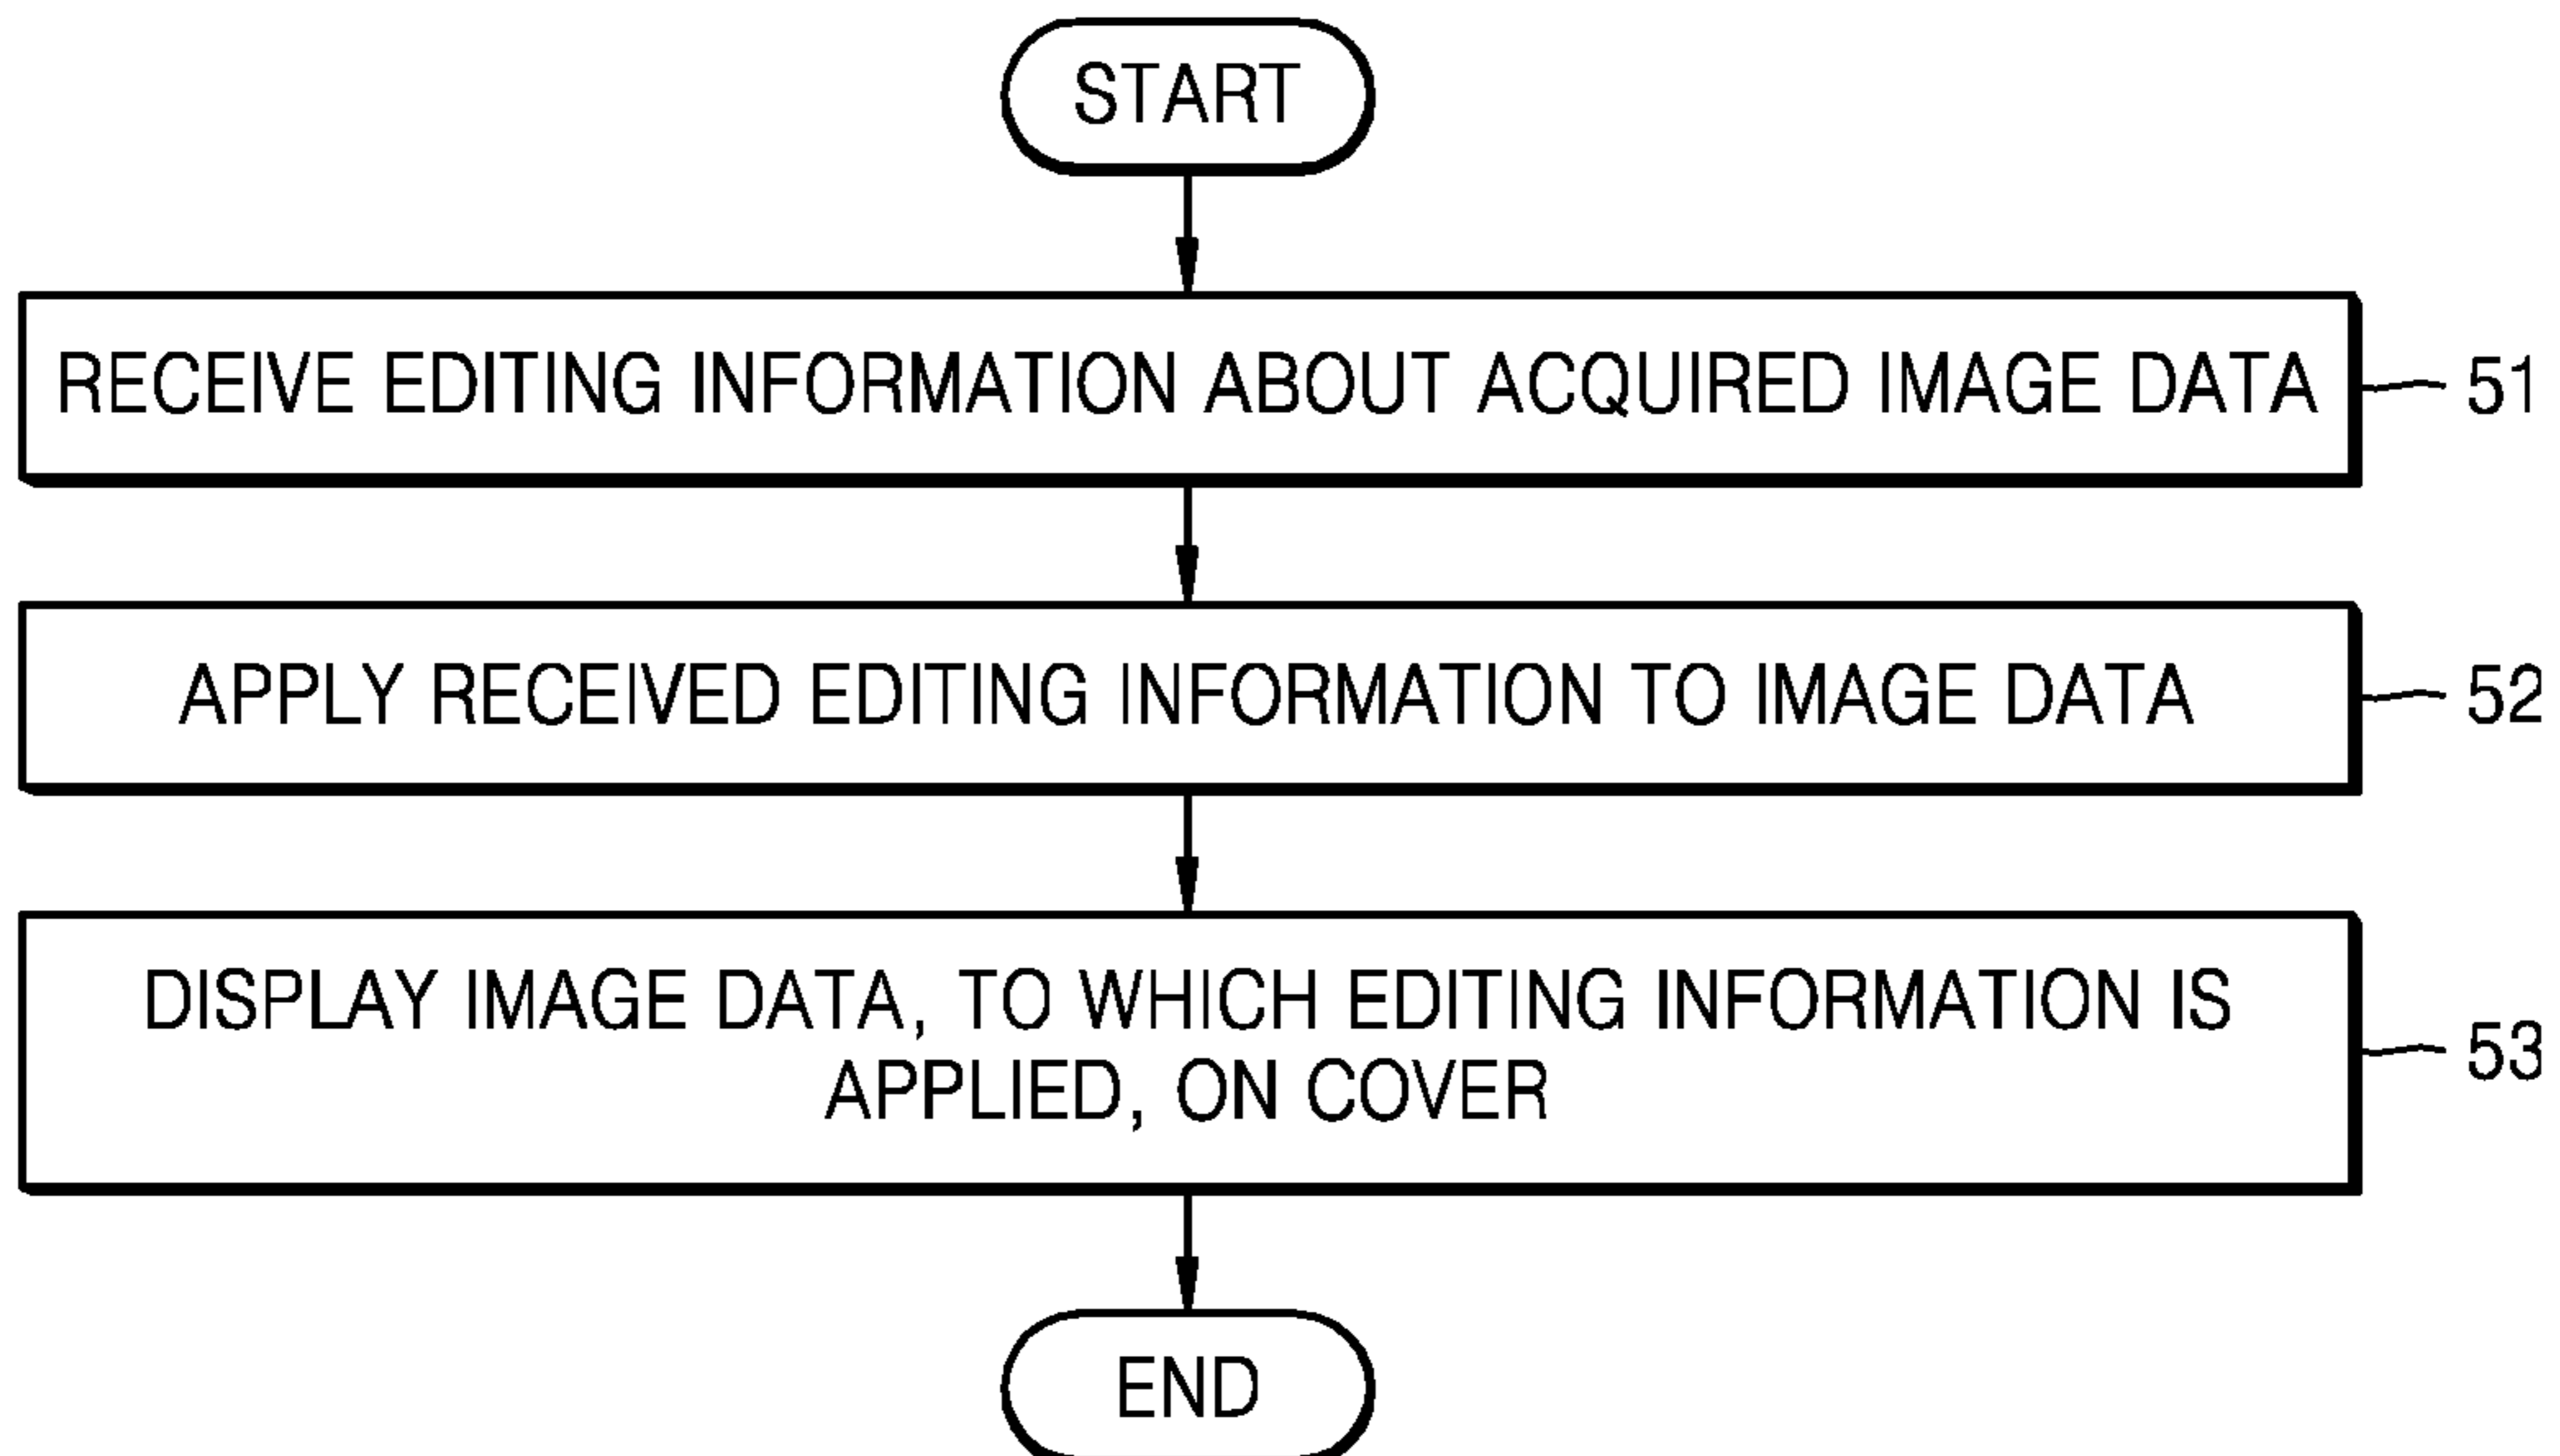 START
RECEIVE EDITING INFORMATION ABOUT ACQUIRED IMAGE DATA
51
APPLY RECEIVED EDITING INFORMATION TO IMAGE DATA
52
DISPLAY IMAGE DATA, TO WHICH EDITING INFORMATION IS
APPLIED, ON COVER
53
END